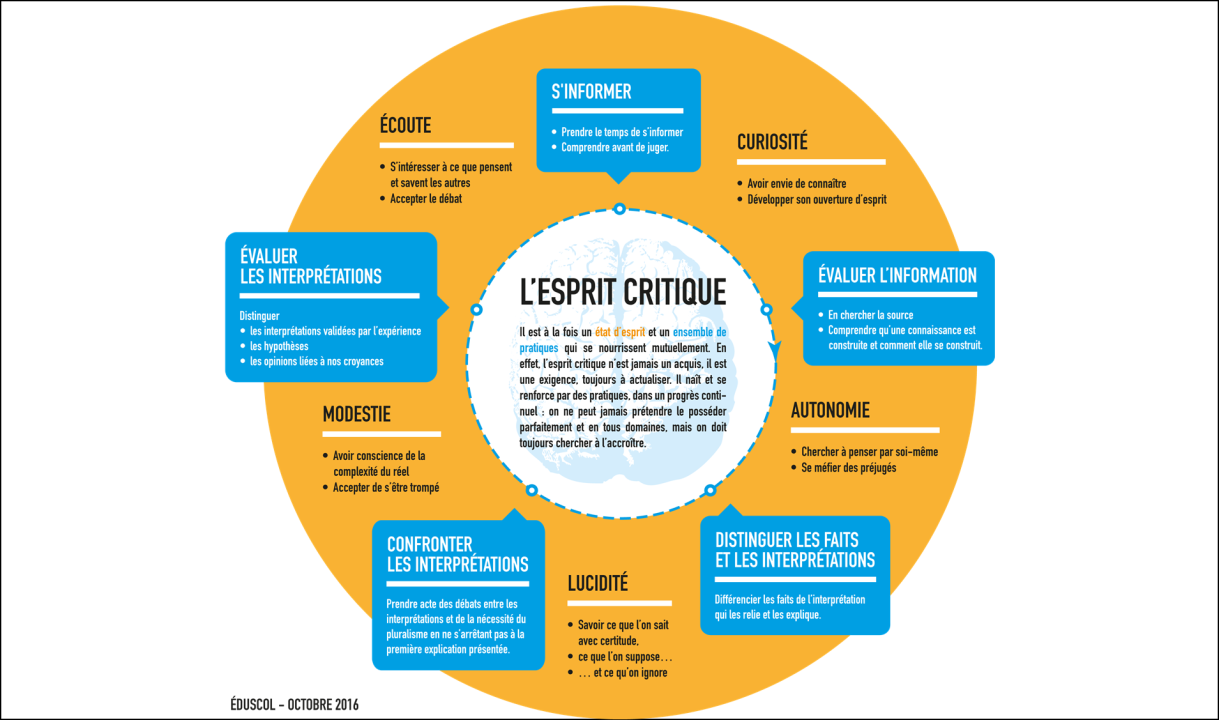 S'INFORMER
• Prendre le temps de s'informer
• Comprendre avant de juger.
CURIOSITÉ
• Avoir envie de connaître
• Développer son ouverture d'esprit
ÉVALUER L'INFORMATION
• En chercher la source
• Comprendre qu'une connaissance est
construite et comment elle se construit.
AUTONOMIE
• Chercher à penser par soi-même
• Se méfier des préjugés
DISTINGUER LES FAITS
ET LES INTERPRÉTATIONS
Différencier les faits de l'interprétation
qui les relie et les explique.
LUCIDITÉ
• Savoir ce que l'on sait
avec certitude,
• ce que l'on suppose...
• ... et ce qu'on ignore
CONFRONTER
LES INTERPRÉTATIONS
Prendre acte des débats entre les
interprétations et de la nécessité du
pluralisme en ne s'arrêtant pas à la
première explication présentée.
MODESTIE
• Avoir conscience de la
complexité du réel
• Accepter de s'être trompé
ÉVALUER
LES INTERPRÉTATIONS
Distinguer
• les interprétations validées par l'expérience
• les hypothèses
• les opinions liées à nos croyances
ÉCOUTE
• S'intéresser à ce que pensent
et savent les autres
• Accepter le débat
L'ESPRIT CRITIQUE
Il est à la fois un état d'esprit et un ensemble de
pratiques qui se nourrissent mutuellement. En
effet, l'esprit critique n'est jamais un acquis, il est
une exigence, toujours à actualiser. Il naît et se
renforce par des pratiques, dans un progrès conti-
nuel : on ne peut jamais prétendre le posséder
parfaitement et en tous domaines, mais on doit
toujours chercher à l'accroître.
ÉDUSCOL - OCTOBRE 2016